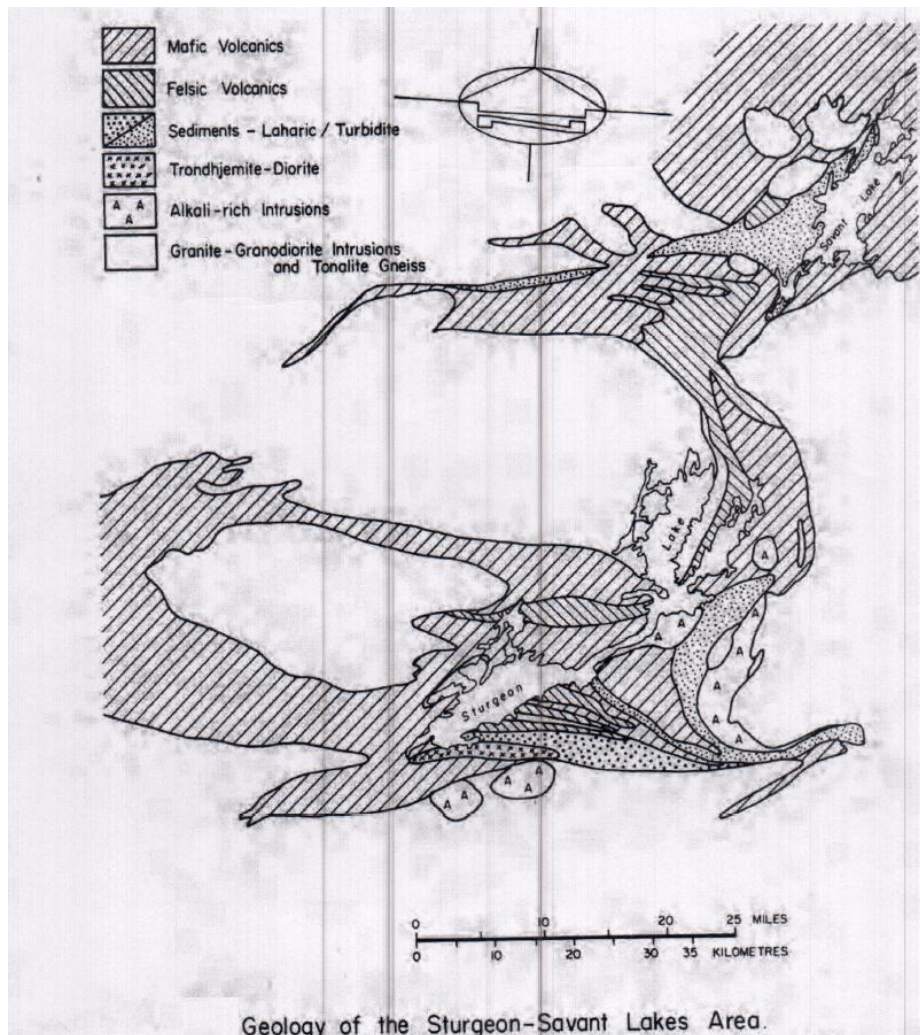 Mafic Volcanics
Felsic Volcanics
Sediments - Laharic / Turbidite
Trondhjemite-Diorite
A A
A
Alkali-rich Intrusions
Granite-Granodiorite Intrusions
and Tonalite Gneiss
Savant Lake
Lake
A
A
A A
A
A
A
A
A
A
Sturgeon
A A
A
A
A
A
A
0 10 20 25 MILES
0 10 20 30 35 KILOMETRES
Geology of the Sturgeon-Savant Lakes Area.